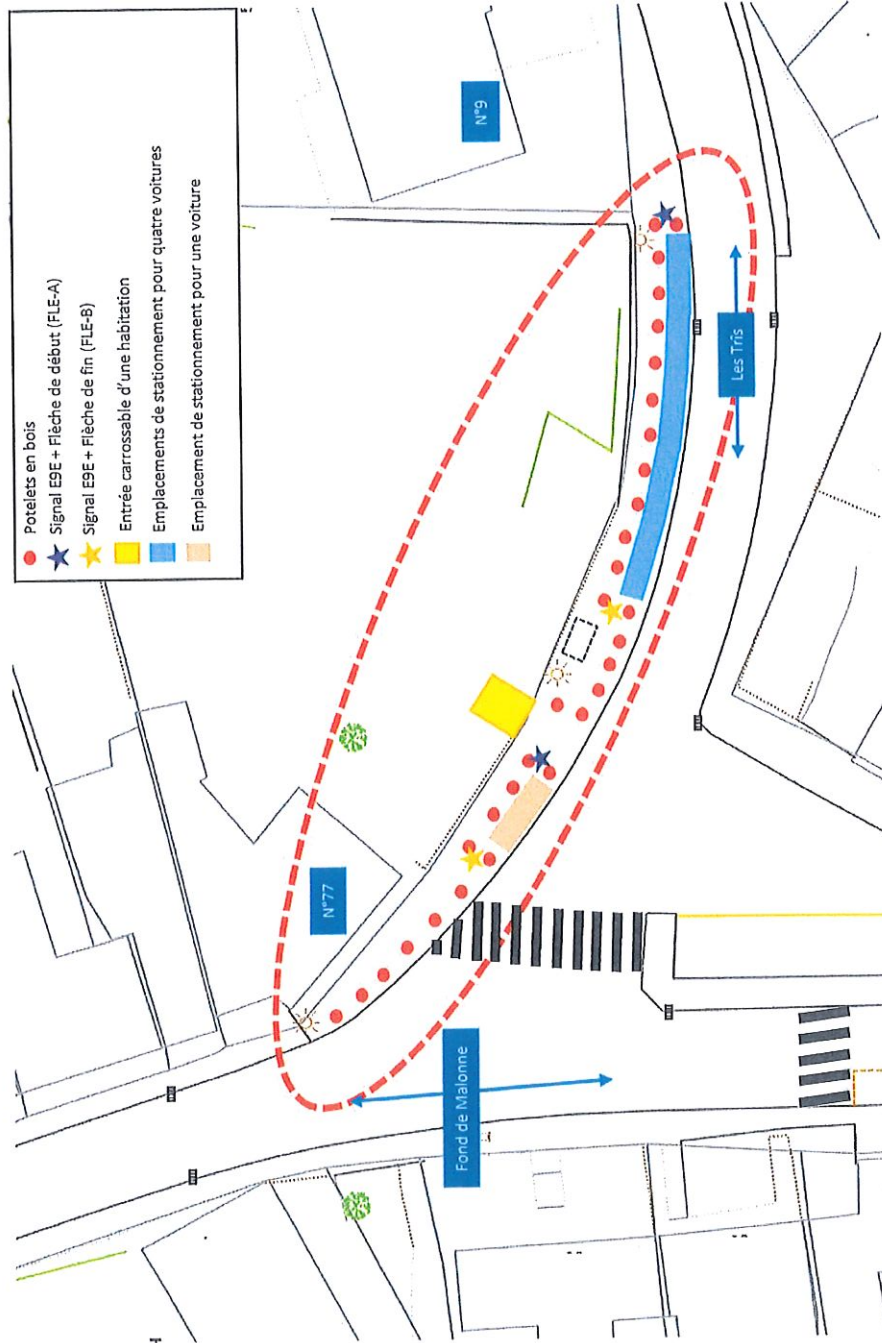 Potelets en bois
Signal E9E + Flèche de début (FLE-A)
Signal E9E + Flèche de fin (FLE-B)
Entrée carrossable d'une habitation
Emplacements de stationnement pour quatre voitures
Emplacement de stationnement pour une voiture
N°9
N°77
Les Tris
Fond de Malonne